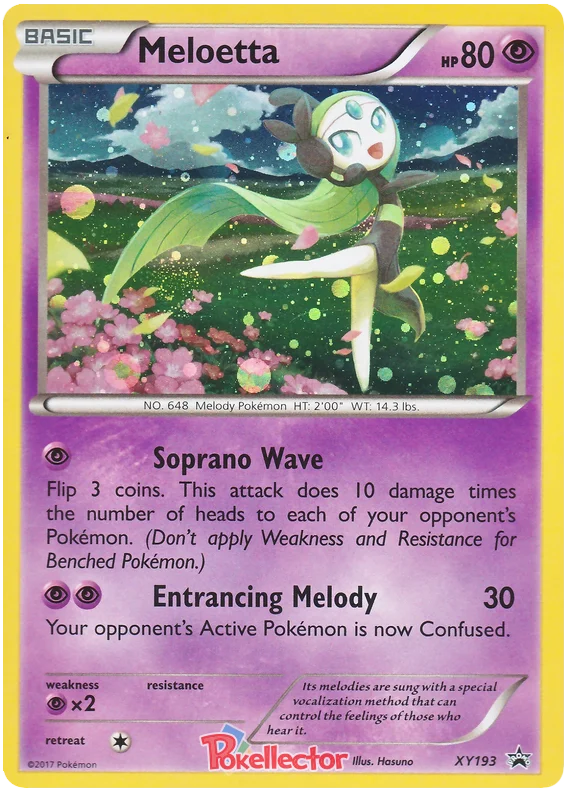 BASIC
Meloetta
HP 80
NO. 648 Melody Pokémon HT: 2'00" WT: 14.3 lbs.
Soprano Wave
Flip 3 coins. This attack does 10 damage times
the number of heads to each of your opponent's
Pokémon. (Don't apply Weakness and Resistance for
Benched Pokémon.)
Entrancing Melody 30
Your opponent's Active Pokémon is now Confused.
weakness resistance
×2
retreat
Its melodies are sung with a special
vocalization method that can
control the feelings of those who
hear it.
©2017 Pokémon
Pokellector
Illus. Hasuno
XY193